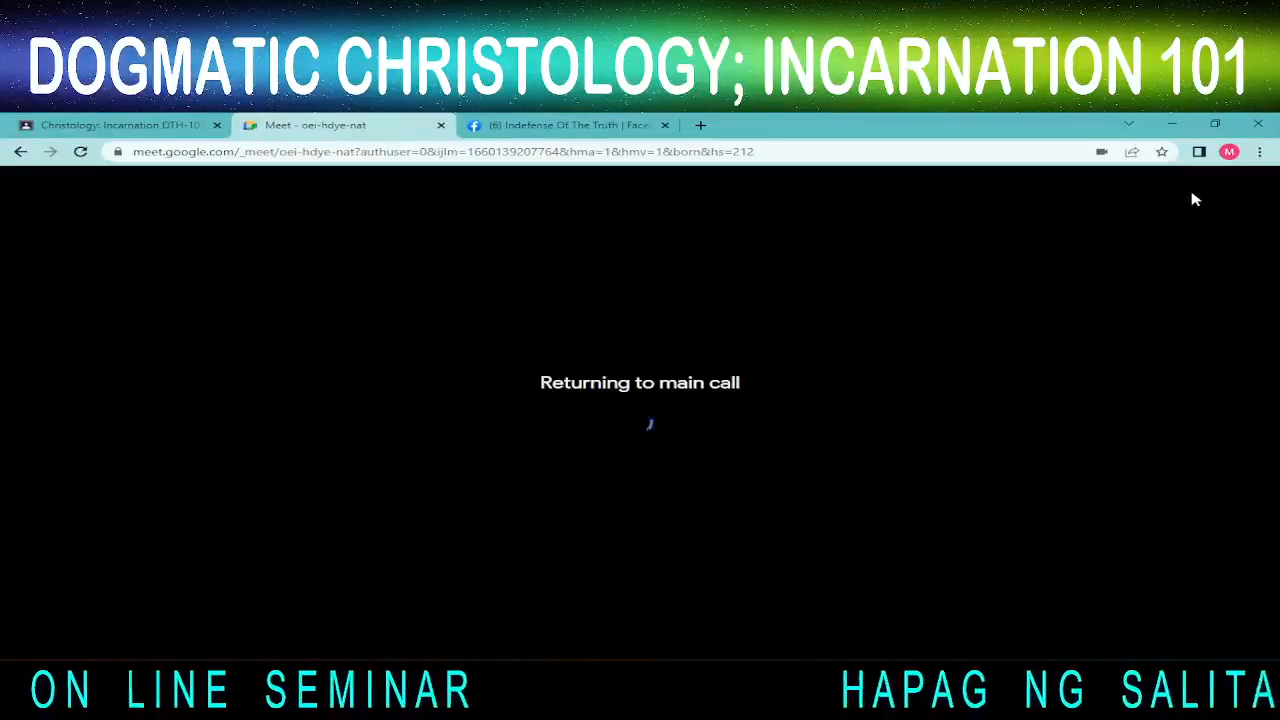 DOGMATIC CHRISTOLOGY; INCARNATION 101
Christology: Incarnation DTH-10
Meet - oei-hdye-nat
(6) Indefense Of The Truth | Face
meet.google.com/_meet/oei-hdye-nat?authuser=0&ijlm=1660139207764&hma=1&hmv=1&born&hs=212
M
Returning to main call
ON LINE SEMINAR
HAPAG NG SALITA